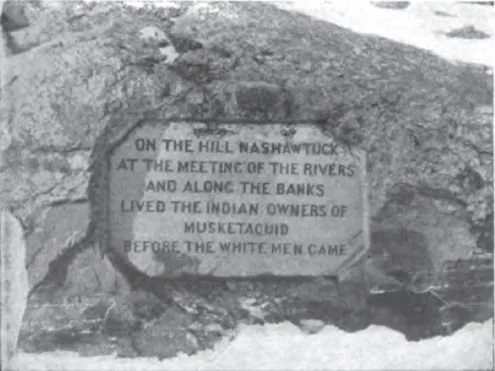 ON THE HILL NASHAWTUCK
AT THE MEETING OF THE RIVERS
AND ALONG THE BANKS
LIVED THE INDIAN OWNERS OF
MUSKETAQUID
BEFORE THE WHITE MEN CAME